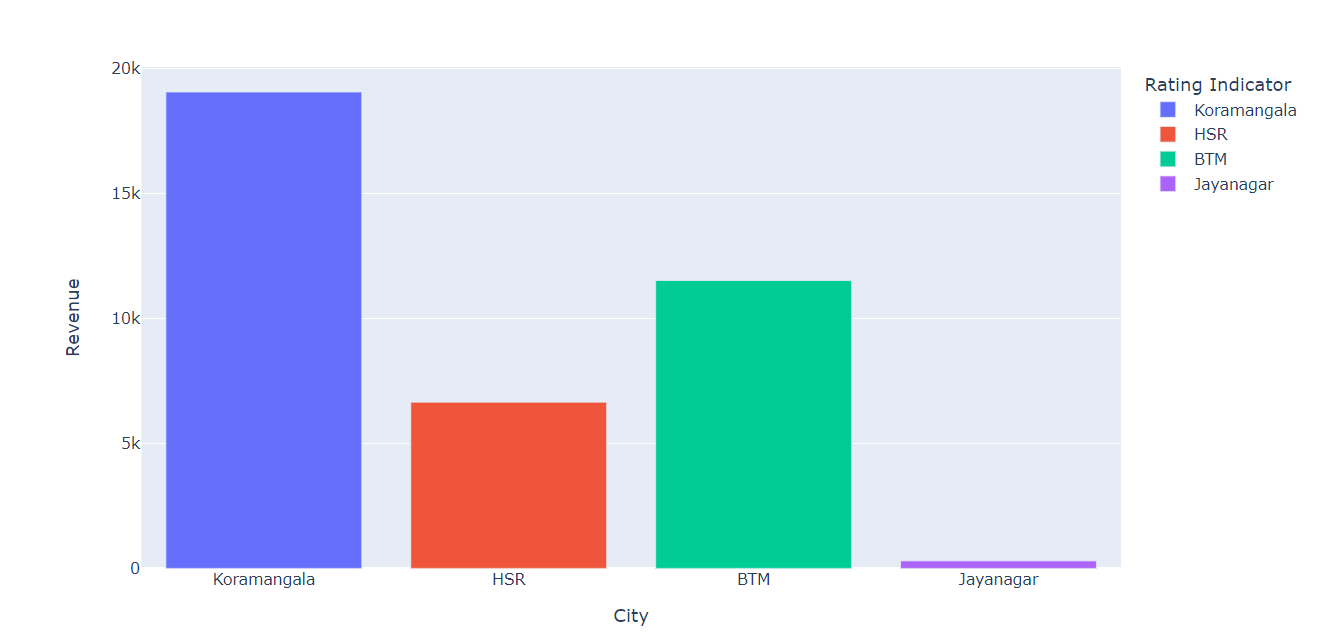 20k
15k
10k
5k
0
Revenue
Koramangala
HSR
BTM
Jayanagar
City
Rating Indicator
Koramangala
HSR
BTM
Jayanagar